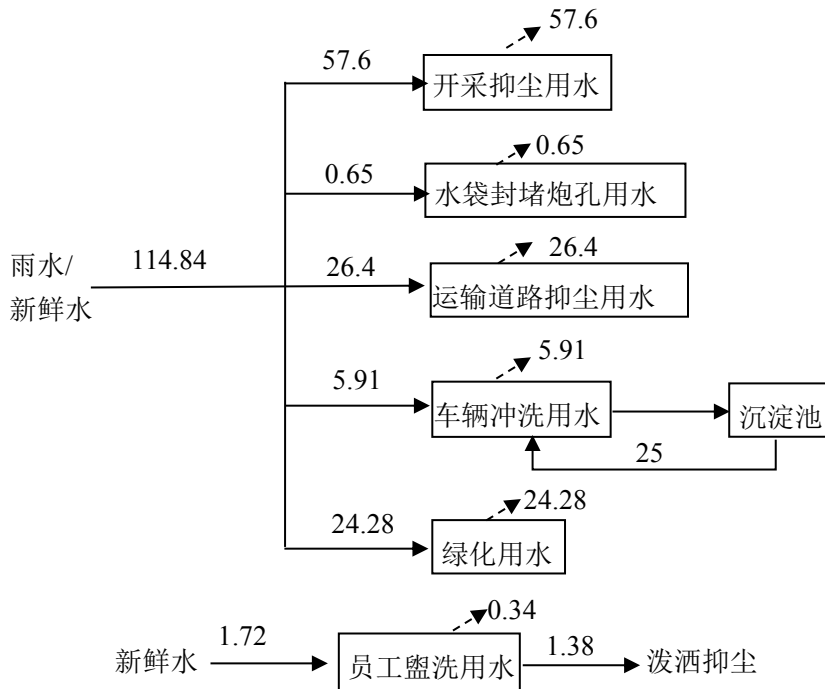 57.6
57.6
开采抑尘用水
0.65
0.65
水袋封堵炮孔用水
雨水/
新鲜水
114.84
26.4
26.4
运输道路抑尘用水
5.91
5.91
车辆冲洗用水
沉淀池
25
24.28
24.28
绿化用水
新鲜水
1.72
0.34
员工盥洗用水
1.38
泼洒抑尘